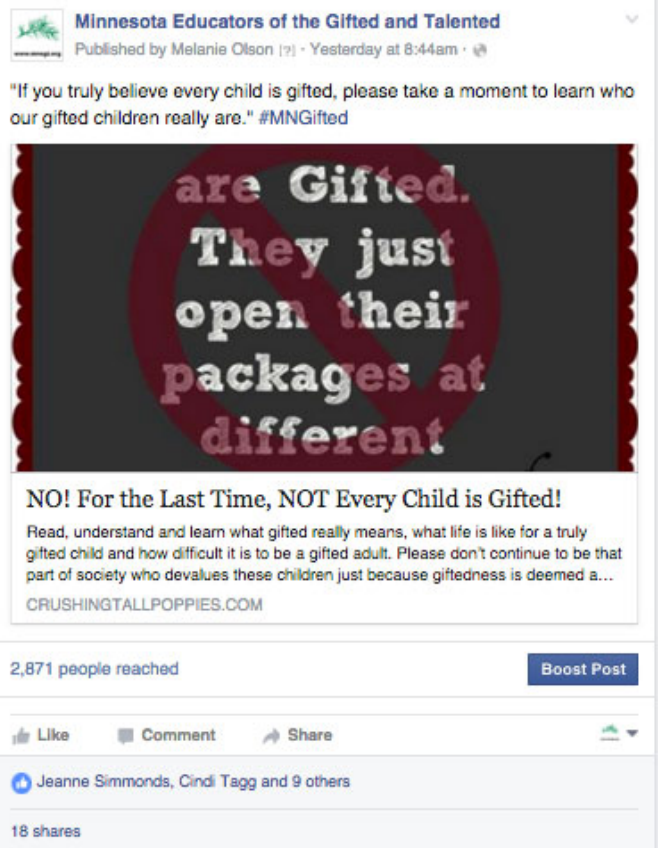 Minnesota Educators of the Gifted and Talented
Published by Melanie Olson [?] · Yesterday at 8:44am ·
"If you truly believe every child is gifted, please take a moment to learn who
our gifted children really are." #MNGifted
are Gifted.
They just
open their
packages at
different
NO! For the Last Time, NOT Every Child is Gifted!
Read, understand and learn what gifted really means, what life is like for a truly
gifted child and how difficult it is to be a gifted adult. Please don't continue to be that
part of society who devalues these children just because giftedness is deemed a...
CRUSHINGTALLPOPPIES.COM
2,871 people reached
Boost Post
Like Comment Share
Jeanne Simmonds, Cindi Tagg and 9 others
18 shares